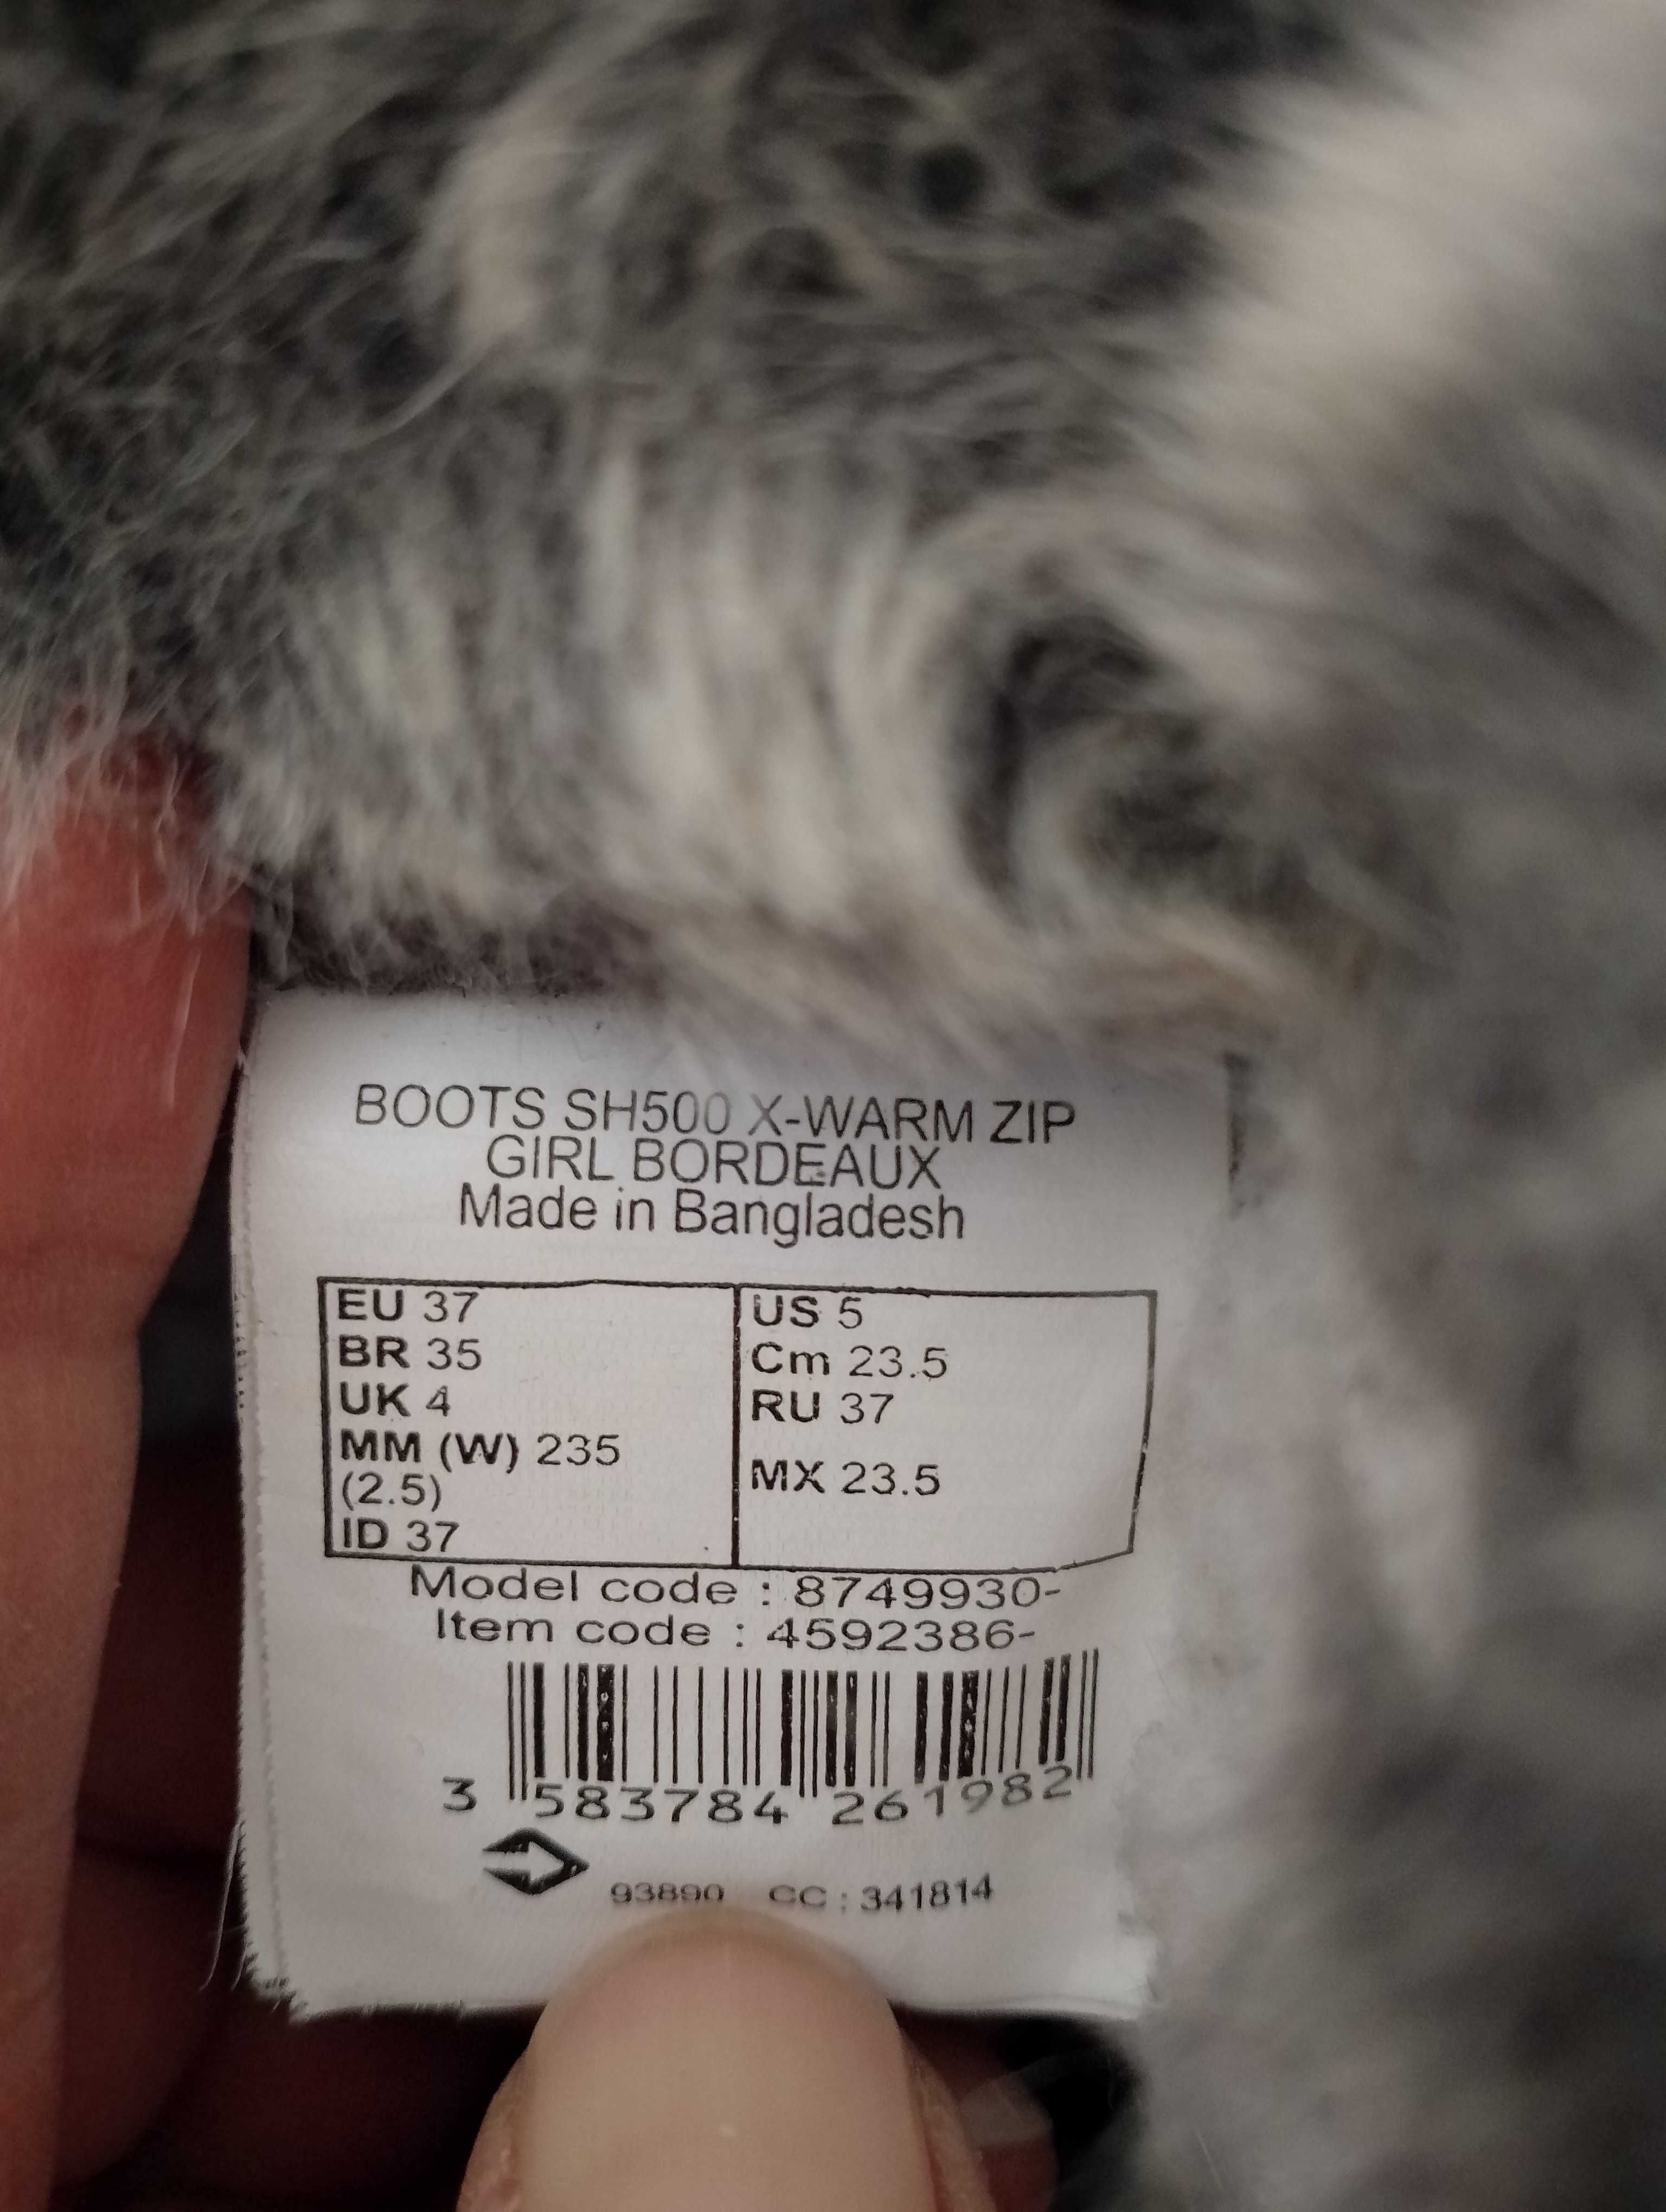 BOOTS SH500 X-WARM ZIP
GIRL BORDEAUX
Made in Bangladesh
EU 37
BR 35
UK 4
MM (W) 235
(2.5)
ID 37
US 5
Cm 23.5
RU 37
MX 23.5
Model code : 8749930-
Item code : 4592386-
3 583784 261982
93890 CC : 341814